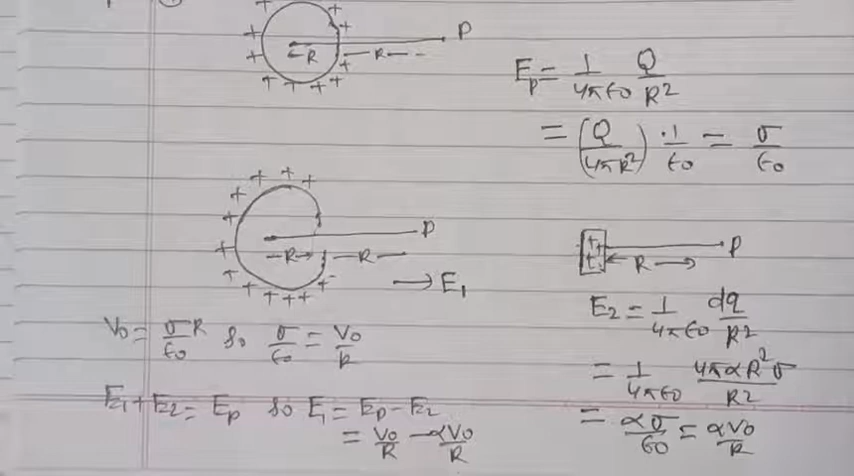 R
R
P
E_p = 1/4πϵ0 Q/R²
= (Q/4πR²) · 1/ϵ0 = σ/ϵ0
P
R
R
→ E₁
P
R
E₂ = 1/4πϵ0 dq/R²
= 1/4πϵ0 4παR²σ/R²
= ασ/ϵ0 = αV0/R
V0 = σR/ϵ0 so σ/ϵ0 = V0/R
E₁ + E₂ = E_p so E₁ = E_p - E₂
= V0/R - αV0/R